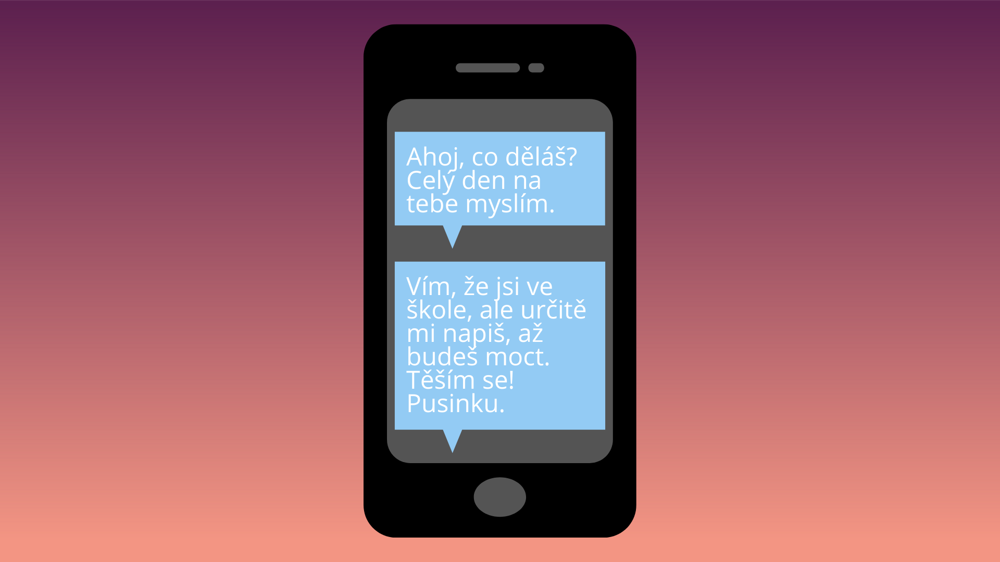 Ahoj, co děláš?
Celý den na
tebe myslím.
Vím, že jsi ve
škole, ale určitě
mi napiš, až
budeš moct.
Těším se!
Pusinku.